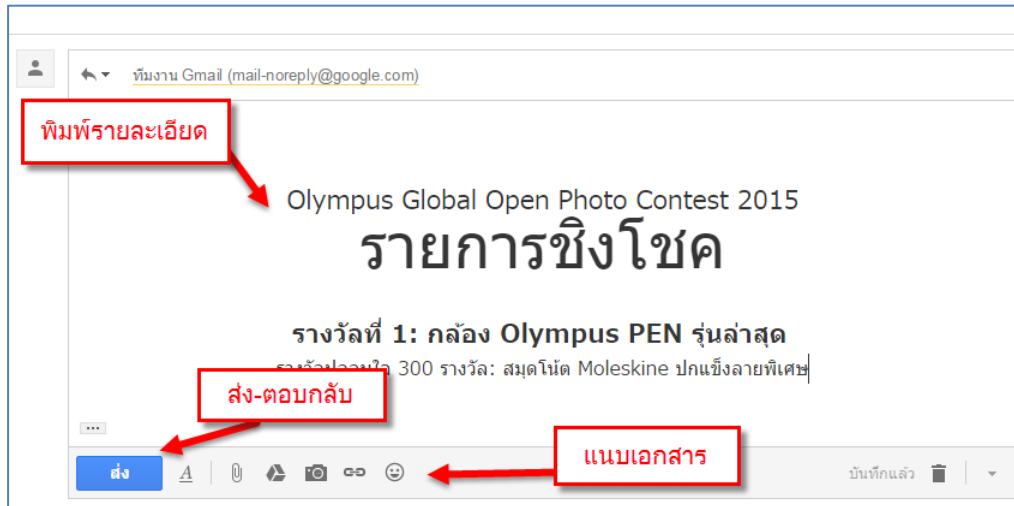 ทีมงาน Gmail (mail-noreply@google.com)
พิมพ์รายละเอียด
Olympus Global Open Photo Contest 2015
รายการชิงโชค
รางวัลที่ 1: กล้อง Olympus PEN รุ่นล่าสุด
300 รางวัล: สมุดโน้ต Moleskine ปกแข็งลายพิเศษ
ส่ง-ตอบกลับ
แนบเอกสาร
ส่ง A บันทึกแล้ว